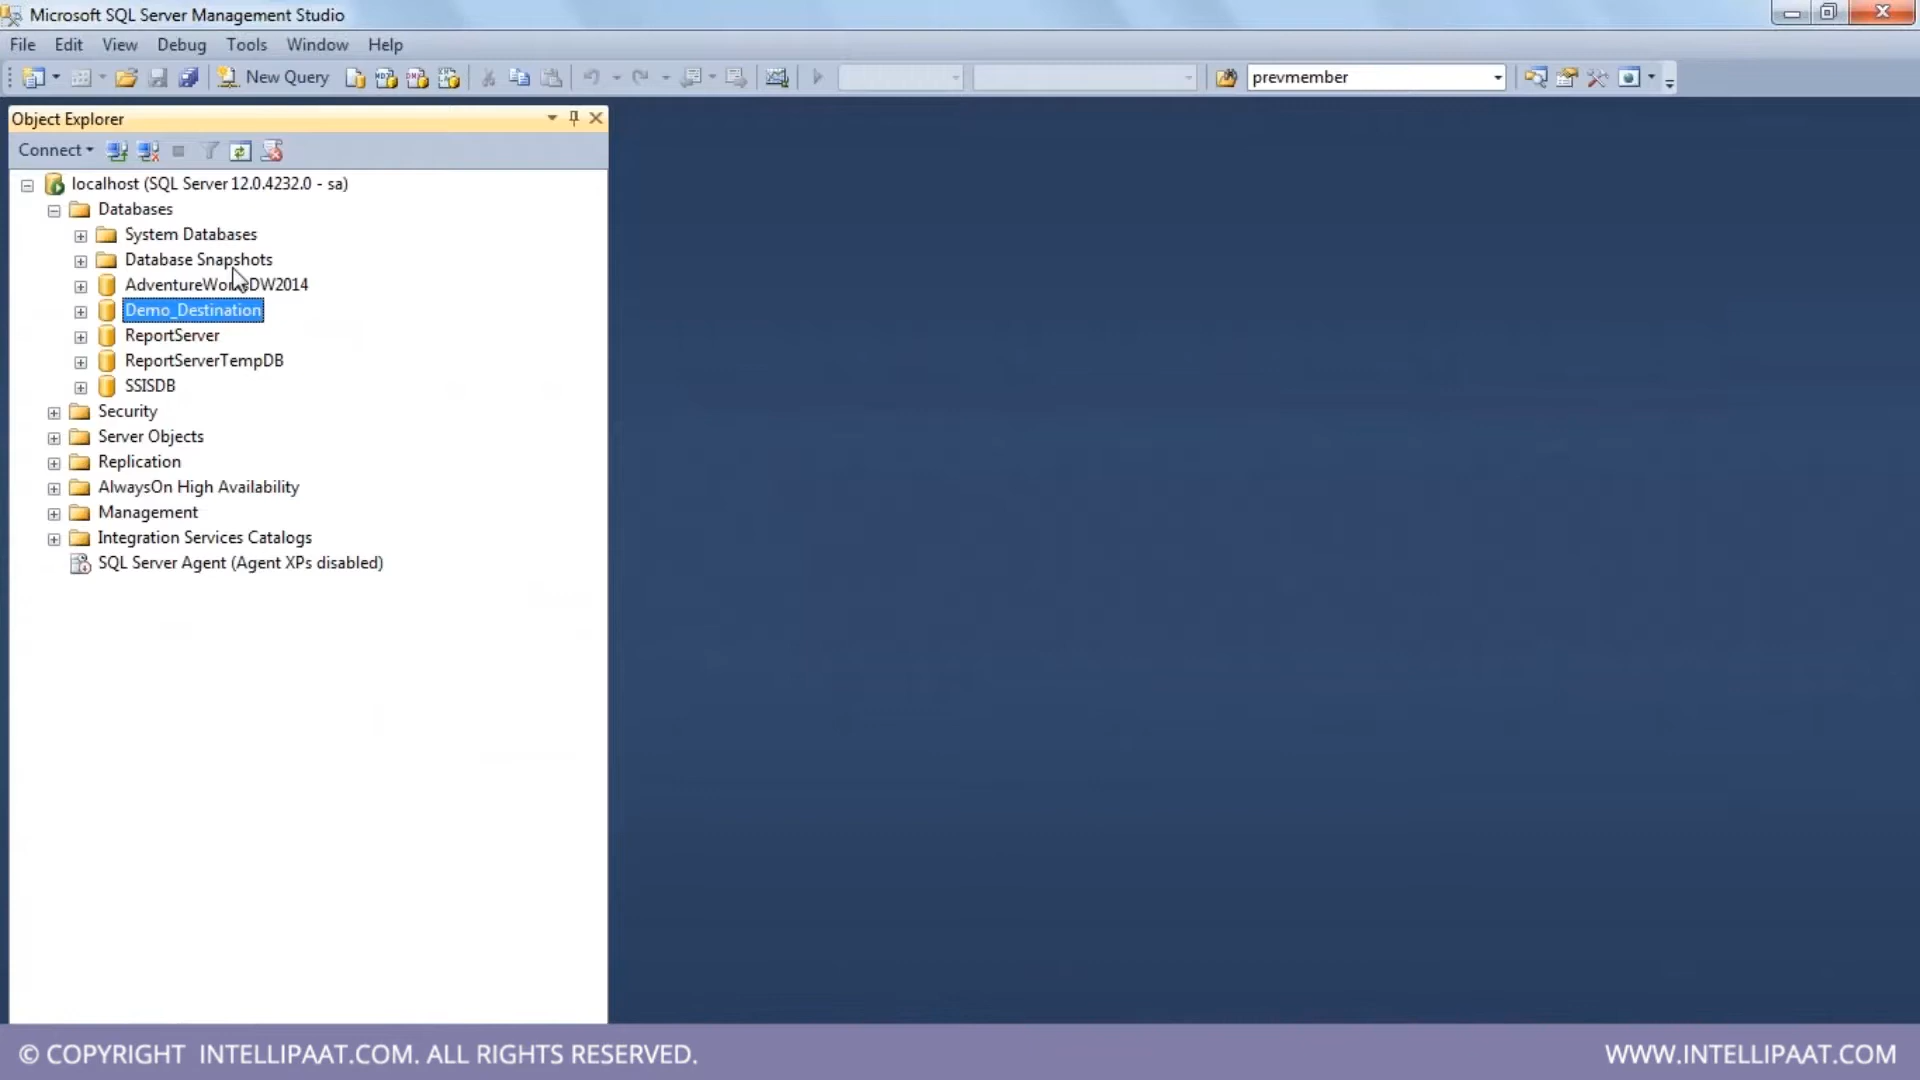 Microsoft SQL Server Management Studio
File Edit View Debug Tools Window Help
New Query prevmember
Object Explorer
Connect
localhost (SQL Server 12.0.4232.0 - sa)
Databases
System Databases
Database Snapshots
AdventureWorksDW2014
Demo_Destination
ReportServer
ReportServerTempDB
SSISDB
Security
Server Objects
Replication
AlwaysOn High Availability
Management
Integration Services Catalogs
SQL Server Agent (Agent XPs disabled)
© COPYRIGHT INTELLIPAAT.COM. ALL RIGHTS RESERVED. WWW.INTELLIPAAT.COM